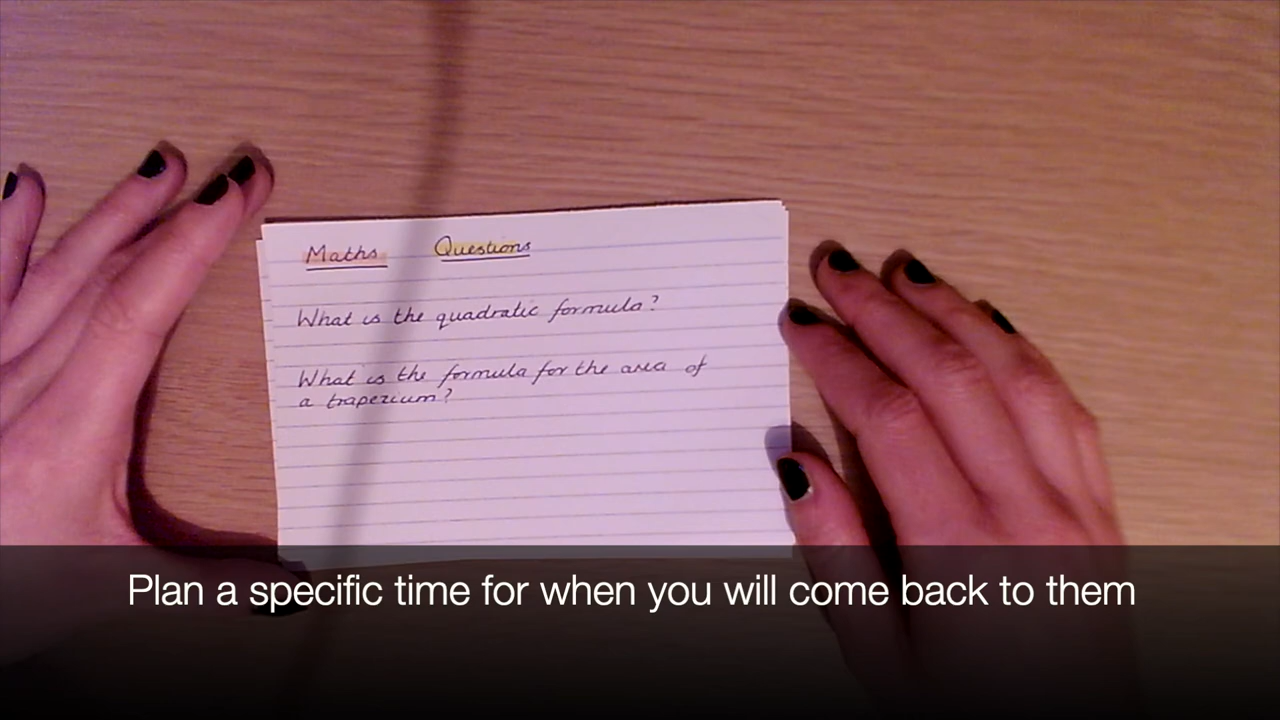 Maths Questions
What is the quadratic formula?
What is the formula for the area of
a trapezium?
Plan a specific time for when you will come back to them